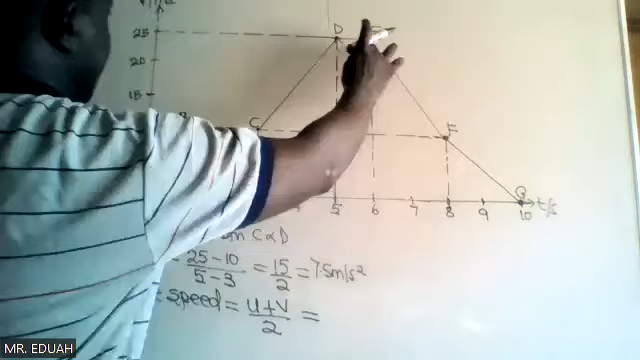 25
D
20
15
C
F
5 6 7 8 9 10 t/s
Q
C & D
25-10/5-3 = 15/2 = 7.5m/s²
speed = u+v/2 =
MR. EDUAH